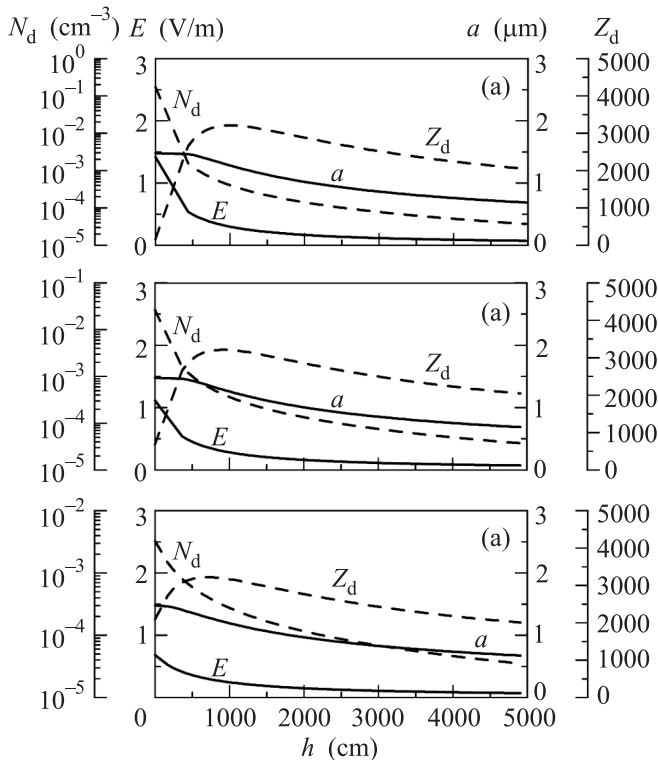 N_d (cm⁻³) E (V/m) a (μm) Z_d
10⁰ 3 (a) 3 5000
10⁻¹ N_d 4000
10⁻² 2 Z_d 2 3000
10⁻³ a 2000
1 1
10⁻⁴ E 1000
10⁻⁵ 0 0 0
10⁻¹ 3 (a) 3 5000
10⁻² N_d 4000
2 Z_d 2 3000
10⁻³ a 2000
1 1
10⁻⁴ E 1000
10⁻⁵ 0 0 0
10⁻² 3 (a) 3 5000
N_d 4000
10⁻³ 2 Z_d 2 3000
a 2000
10⁻⁴ 1 1
E 1000
10⁻⁵ 0 0
0 1000 2000 3000 4000 5000
h (cm)